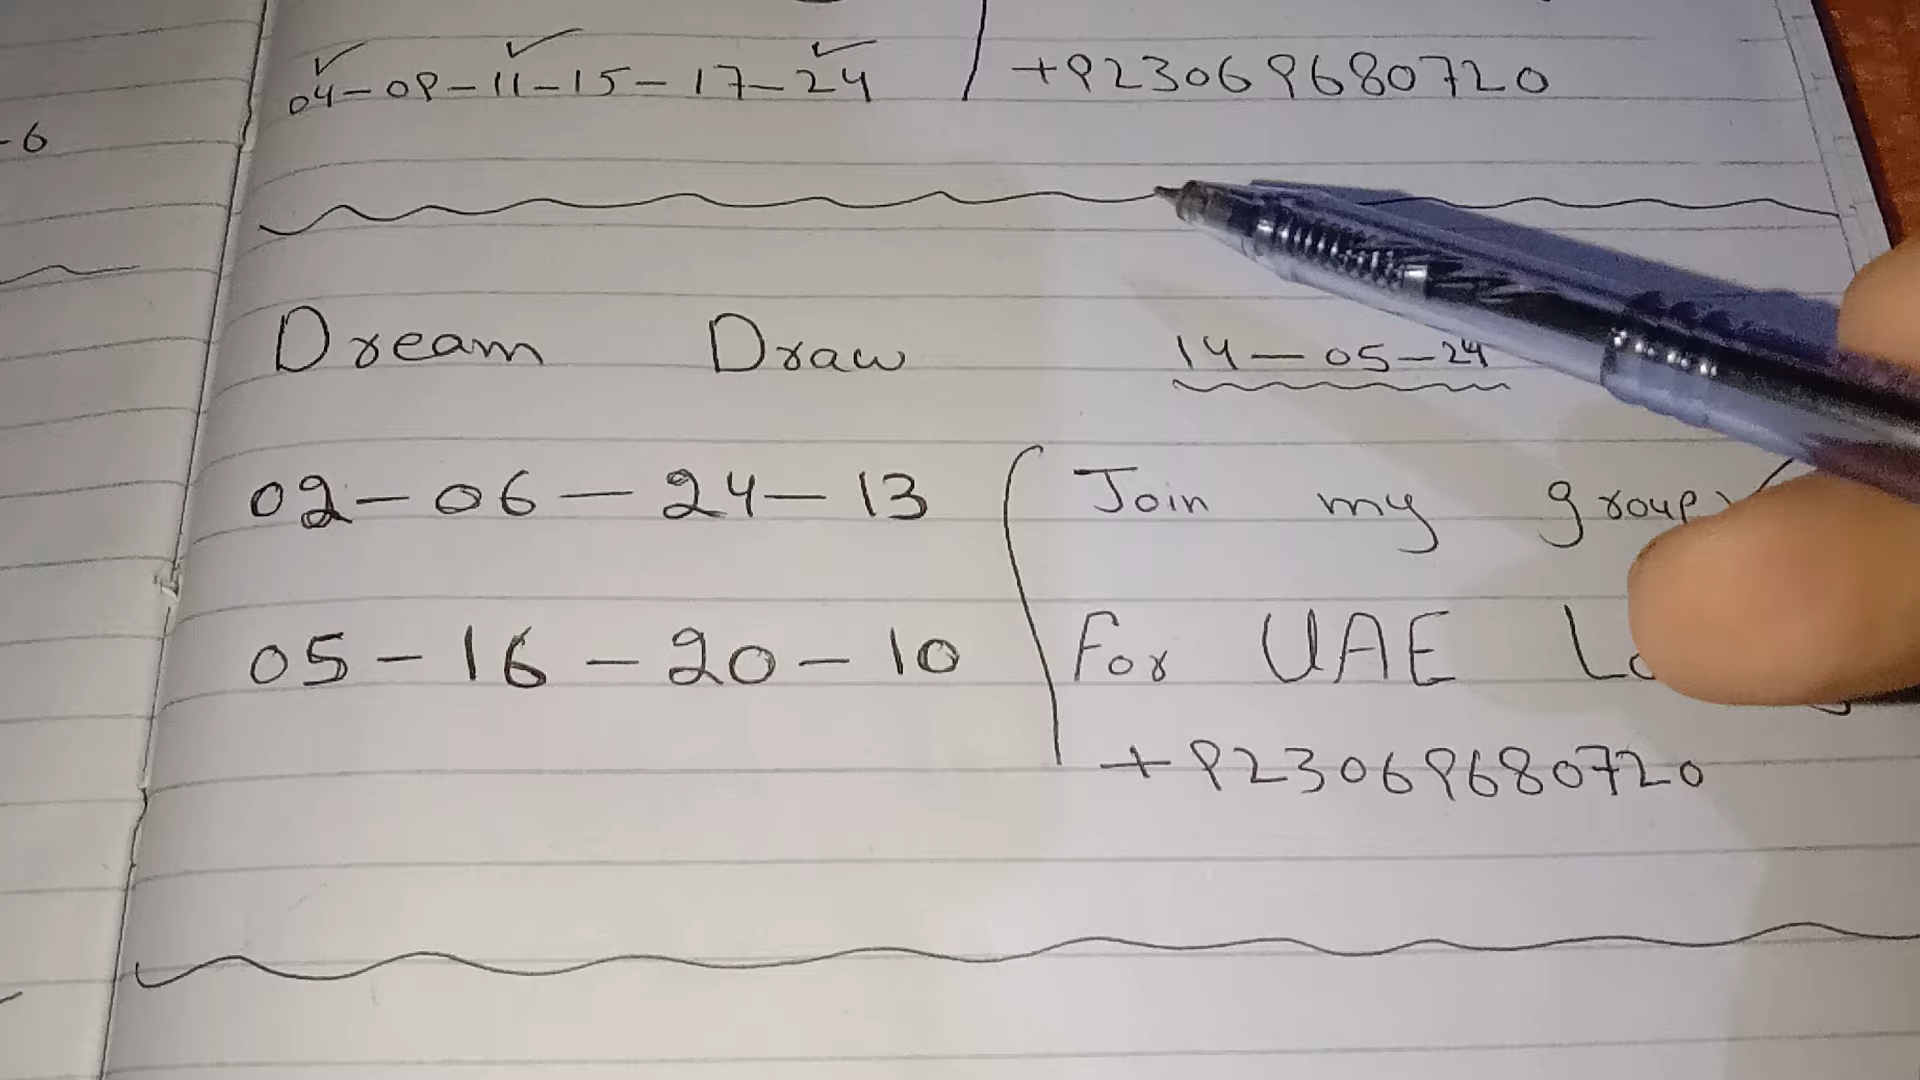 04-09-11-15-17-24
+923069680720
-6
Dream Draw 14-05-24
02-06-24-13
05-16-20-10
Join my group
For UAE
+923069680720